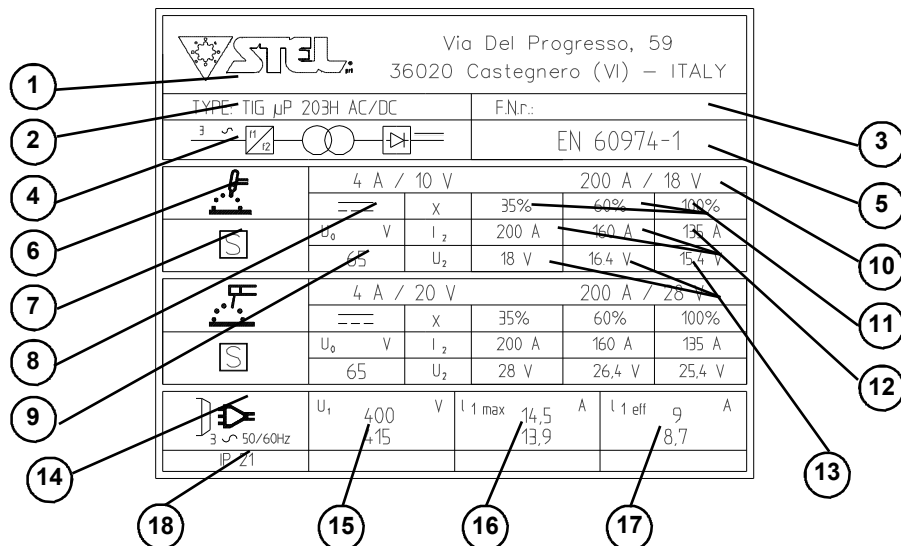 STEL srl
Via Del Progresso, 59
36020 Castegnero (VI) – ITALY
TYPE: TIG µP 203H AC/DC
F.N.r.:
3 ~ f1 f2
EN 60974-1
4 A / 10 V 200 A / 18 V
X 35% 60% 100%
S
U₀ V I₂ 200 A 160 A 135 A
65 U₂ 18 V 16.4 V 15.4 V
4 A / 20 V 200 A / 28 V
X 35% 60% 100%
S
U₀ V I₂ 200 A 160 A 135 A
65 U₂ 28 V 26,4 V 25,4 V
U₁ 400 V I 1 max 14,5 A I 1 eff 9 A
3 ~ 50/60Hz 415 13,9 8,7
IP 21
1
2
3
4
5
6
7
8
9
10
11
12
13
14
15
16
17
18